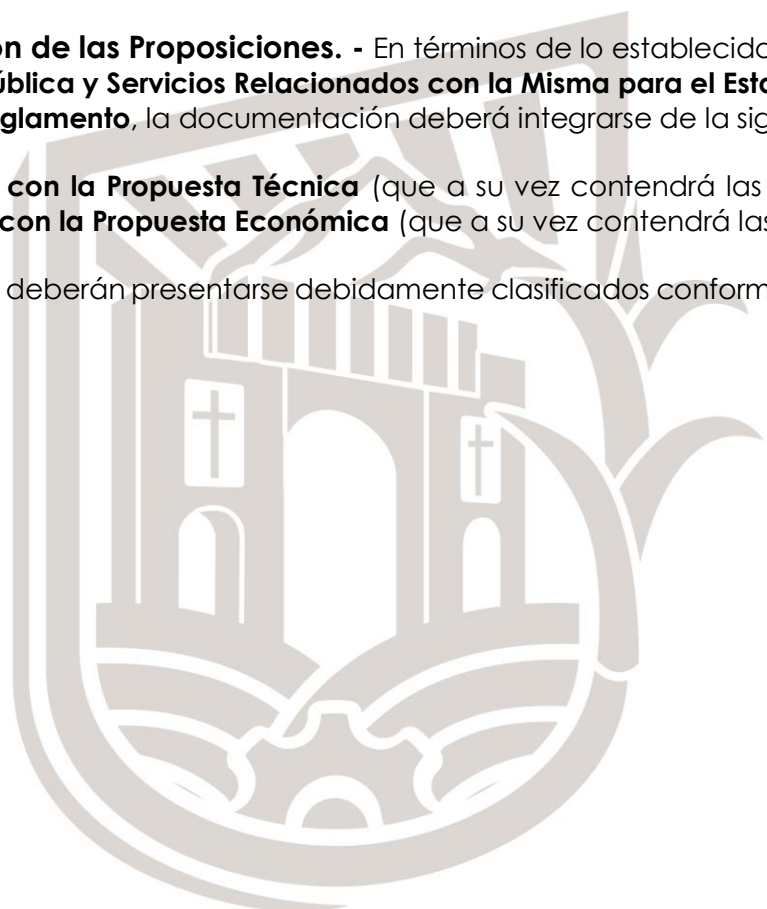 ón de las Proposiciones. - En términos de lo establecido
ública y Servicios Relacionados con la Misma para el Esta
glamento, la documentación deberá integrarse de la sig
con la Propuesta Técnica (que a su vez contendrá las
con la Propuesta Económica (que a su vez contendrá las
deberán presentarse debidamente clasificados conform